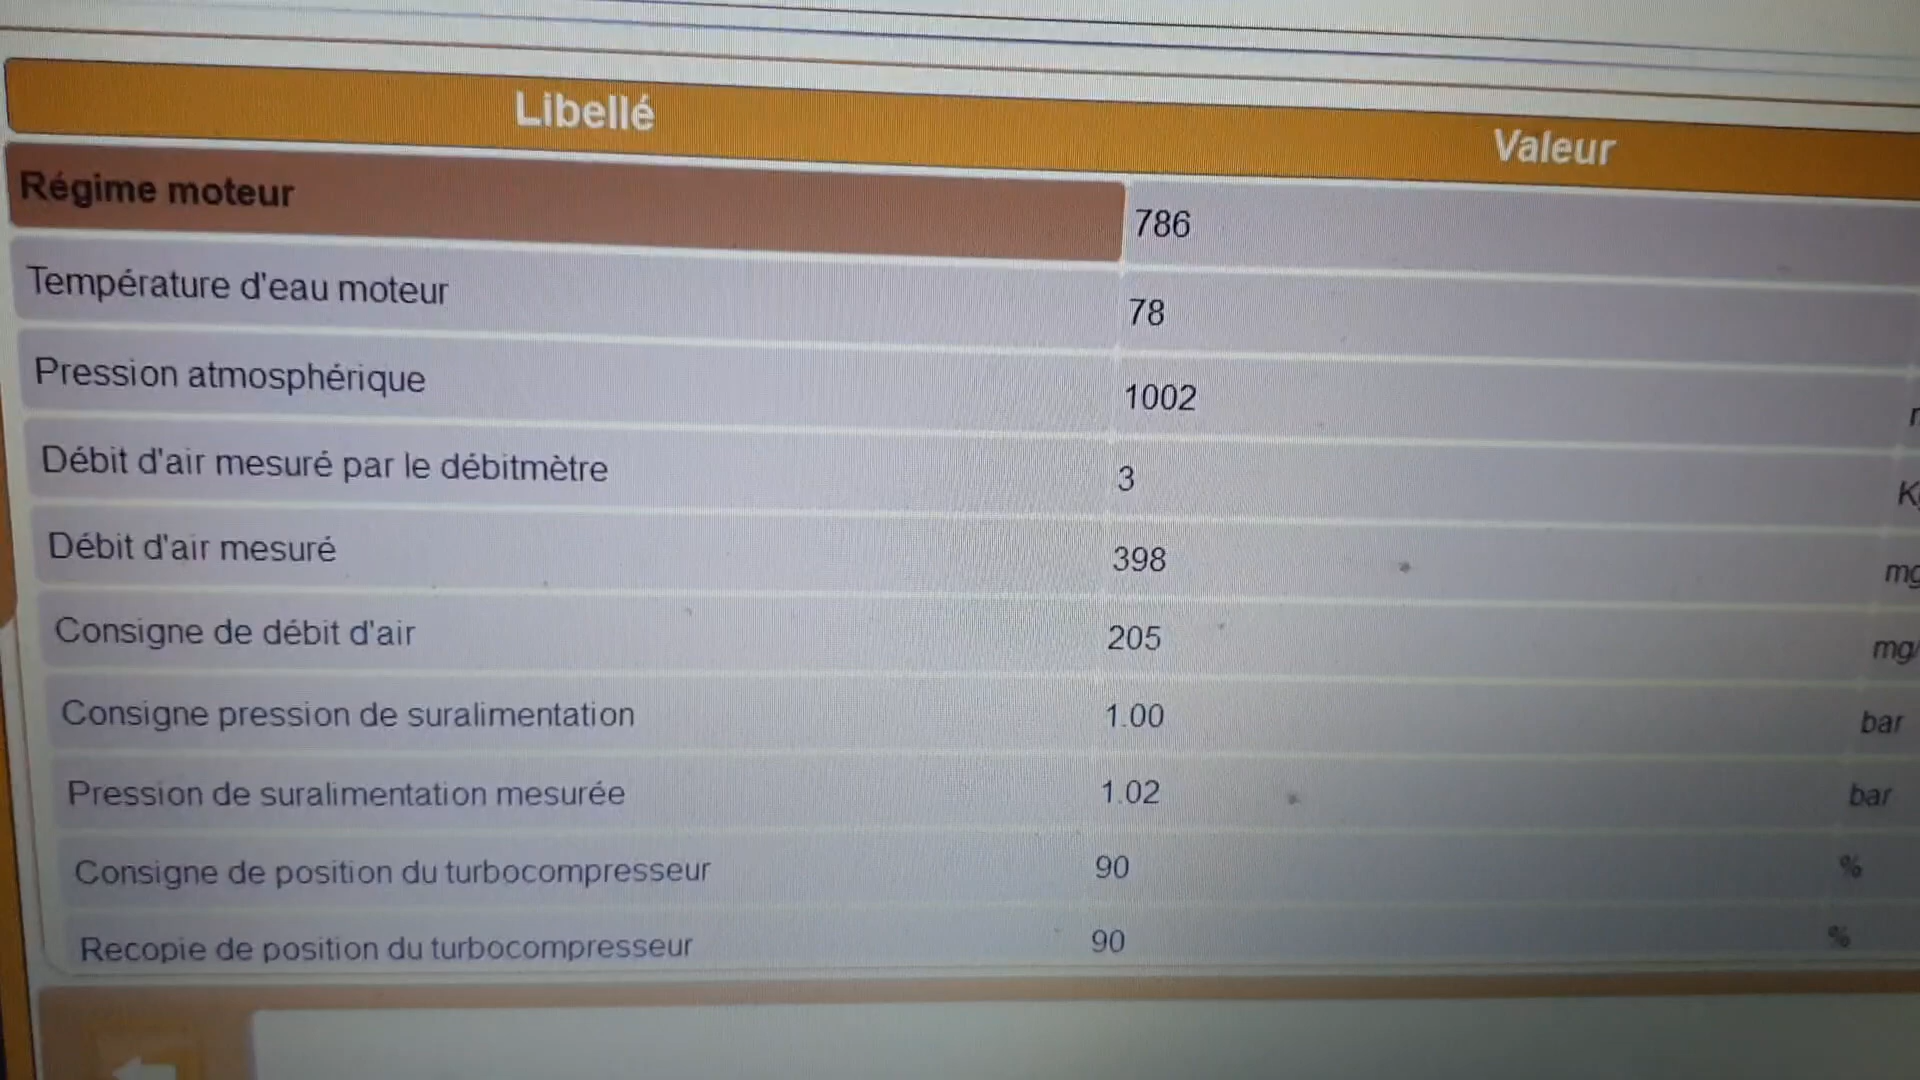 Libellé Valeur
Régime moteur 786
Température d'eau moteur 78
Pression atmosphérique 1002
Débit d'air mesuré par le débitmètre 3
Débit d'air mesuré 398 mg
Consigne de débit d'air 205 mg/
Consigne pression de suralimentation 1.00 bar
Pression de suralimentation mesurée 1.02 bar
Consigne de position du turbocompresseur 90 %
Recopie de position du turbocompresseur 90 %